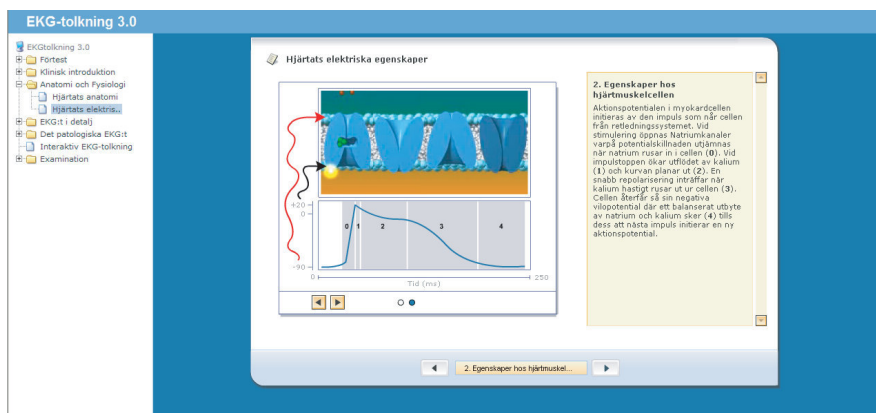 EKG-tolkning 3.0
EKGtolkning 3.0
Förtest
Klinisk introduktion
Anatomi och Fysiologi
Hjärtats anatomi
Hjärtats elektris..
EKG:t i detalj
Det patologiska EKG:t
Interaktiv EKG-tolkning
Examination
Hjärtats elektriska egenskaper
+20
0
-90
0 1 2 3 4
0
250
Tid (ms)
2. Egenskaper hos
hjärtmuskelcellen
Aktionspotentialen i myokardcellen
initieras av den impuls som når cellen
från retledningssystemet. Vid
stimulering öppnas Natriumkanaler
varpå potentialskillnaden utjämnas
när natrium rusar in i cellen (0). Vid
impulstoppen ökar utflödet av kalium
(1) och kurvan planar ut (2). En
snabb repolarisering inträffar när
kalium hastigt rusar ut ur cellen (3).
Cellen återfår så sin negativa
vilopotential där ett balanserat utbyte
av natrium och kalium sker (4) tills
dess att nästa impuls initierar en ny
aktionspotential.
2. Egenskaper hos hjärtmuskel...